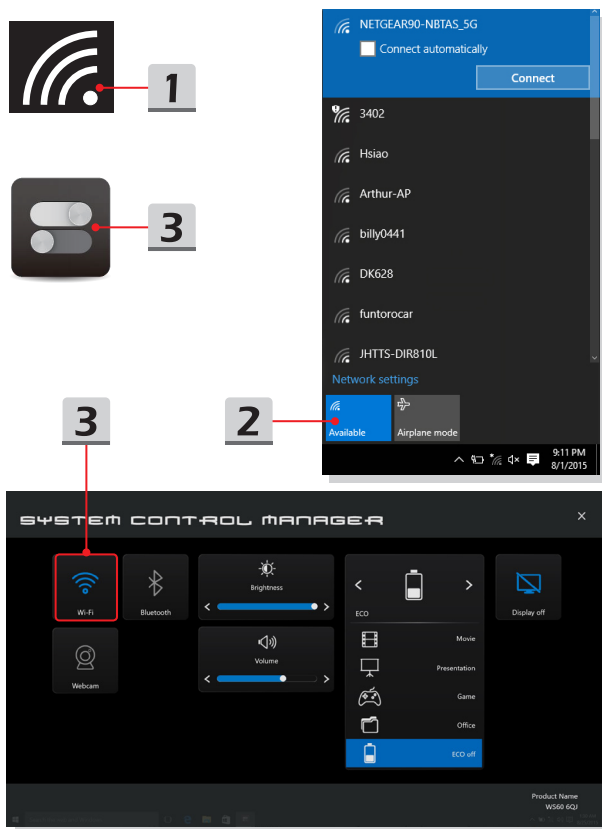 1
3
NETGEAR90-NBTAS_5G
Connect automatically
Connect
3402
Hsiao
Arthur-AP
billy0441
DK628
funtorocar
JHTTS-DIR810L
Network settings
2
Available
Airplane mode
9:11 PM
8/1/2015
3
SYSTEM CONTROL MANAGER
Wi-Fi
Bluetooth
Brightness
ECO
Display off
Webcam
Volume
Movie
Presentation
Game
Office
ECO off
Product Name
WS60 6QJ